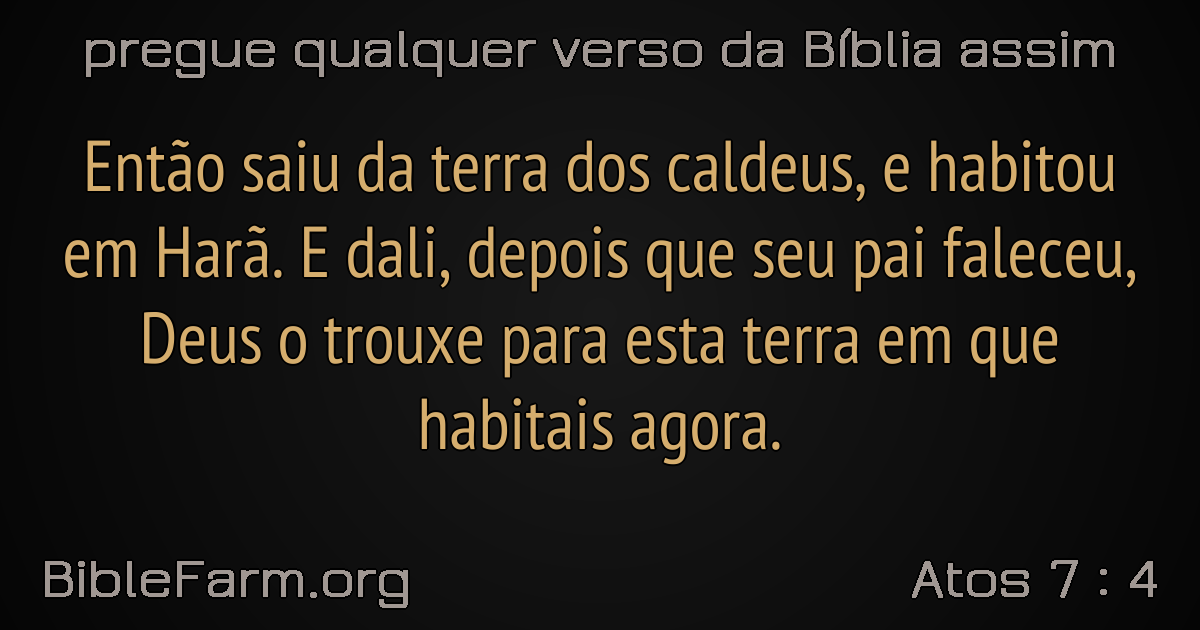 pregue qualquer verso da Bíblia assim
Então saiu da terra dos caldeus, e habitou
em Harã. E dali, depois que seu pai faleceu,
Deus o trouxe para esta terra em que
habitais agora.
BibleFarm.org
Atos 7 : 4